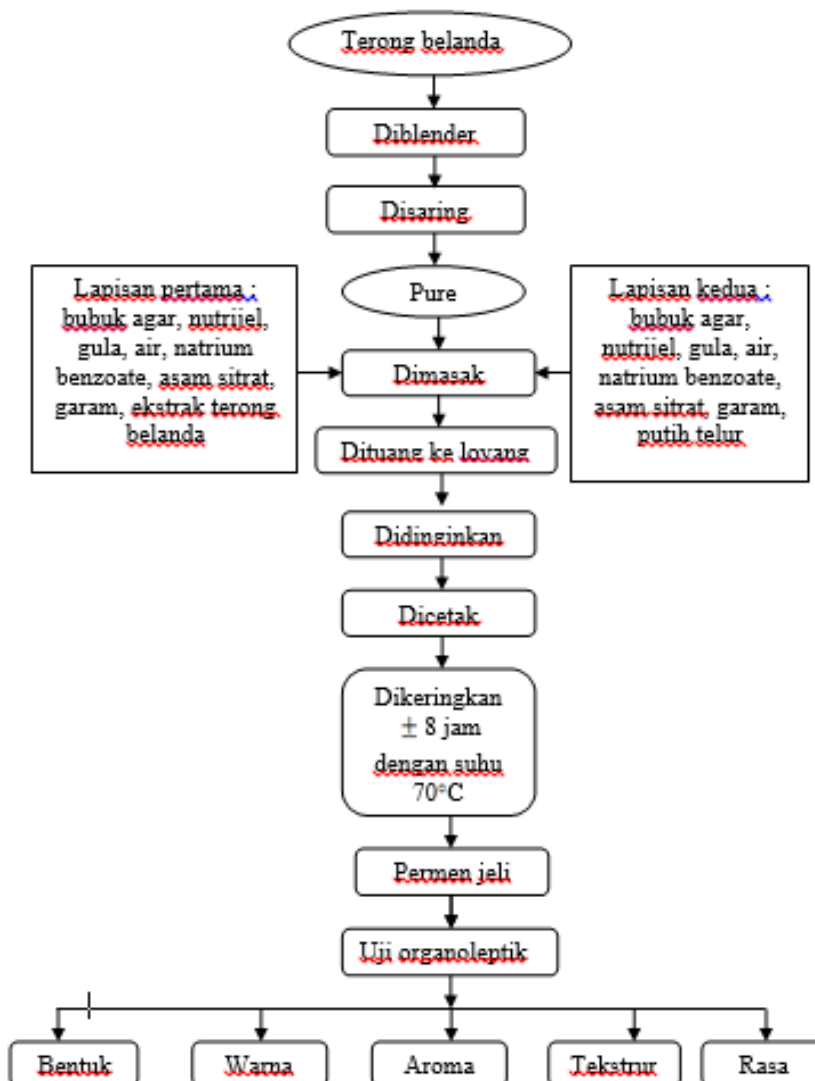 Terong belanda
Diblender
Disaring
Pure
Lapisan pertama :
bubuk agar, nutrijel,
gula, air, natrium
benzoate, asam sitrat,
garam, ekstrak terong
belanda
Lapisan kedua :
bubuk agar,
nutrijel, gula, air,
natrium benzoate,
asam sitrat, garam,
putih telur
Dimasak
Dituang ke loyang
Didinginkan
Dicetak
Dikeringkan
± 8 jam
dengan suhu
70°C
Permen jeli
Uji organoleptik
Bentuk
Warna
Aroma
Tekstrur
Rasa